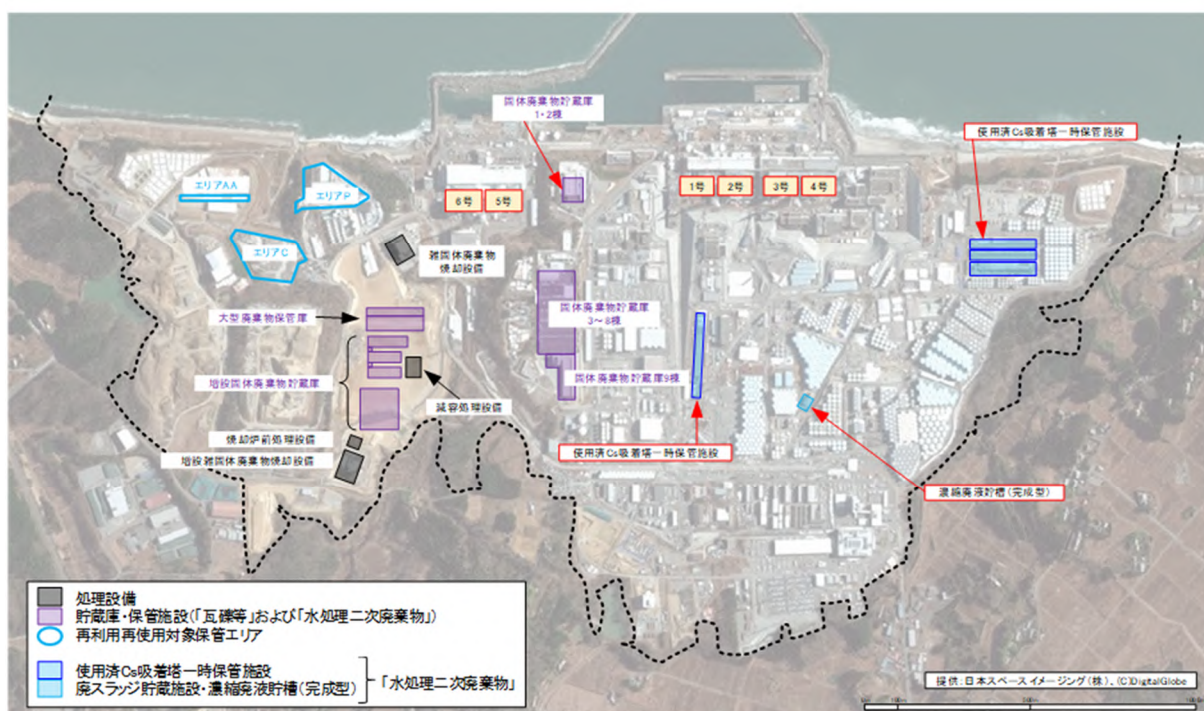 固体廃棄物貯蔵庫
1・2棟
使用済Cs吸着塔一時保管施設
エリアAA
エリアP
6号
5号
1号
2号
3号
4号
エリアC
雑固体廃棄物
焼却設備
大型廃棄物保管庫
固体廃棄物貯蔵庫
3～8棟
増設固体廃棄物貯蔵庫
固体廃棄物貯蔵庫9棟
減容処理設備
焼却炉前処理設備
増設雑固体廃棄物焼却設備
使用済Cs吸着塔一時保管施設
濃縮廃液貯槽(完成型)
処理設備
貯蔵庫・保管施設(「瓦礫等」および「水処理二次廃棄物」)
再利用再使用対象保管エリア
使用済Cs吸着塔一時保管施設
廃スラッジ貯蔵施設・濃縮廃液貯槽(完成型)
「水処理二次廃棄物」
提供:日本スペースイメージング(株)、(C)DigitalGlobe